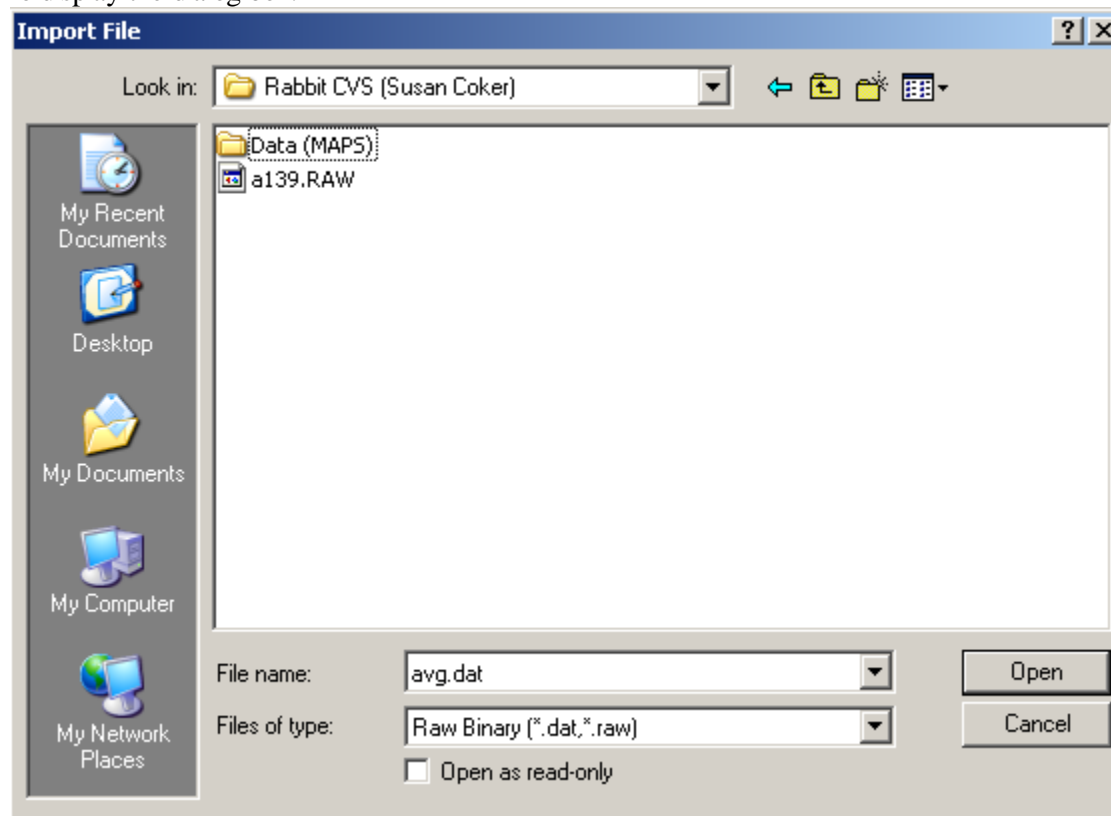 Import File
Look in:
Rabbit CVS (Susan Coker)
Data (MAPS)
a139.RAW
My Recent
Documents
Desktop
My Documents
My Computer
My Network
Places
File name:
avg.dat
Open
Files of type:
Raw Binary (*.dat,*.raw)
Cancel
Open as read-only